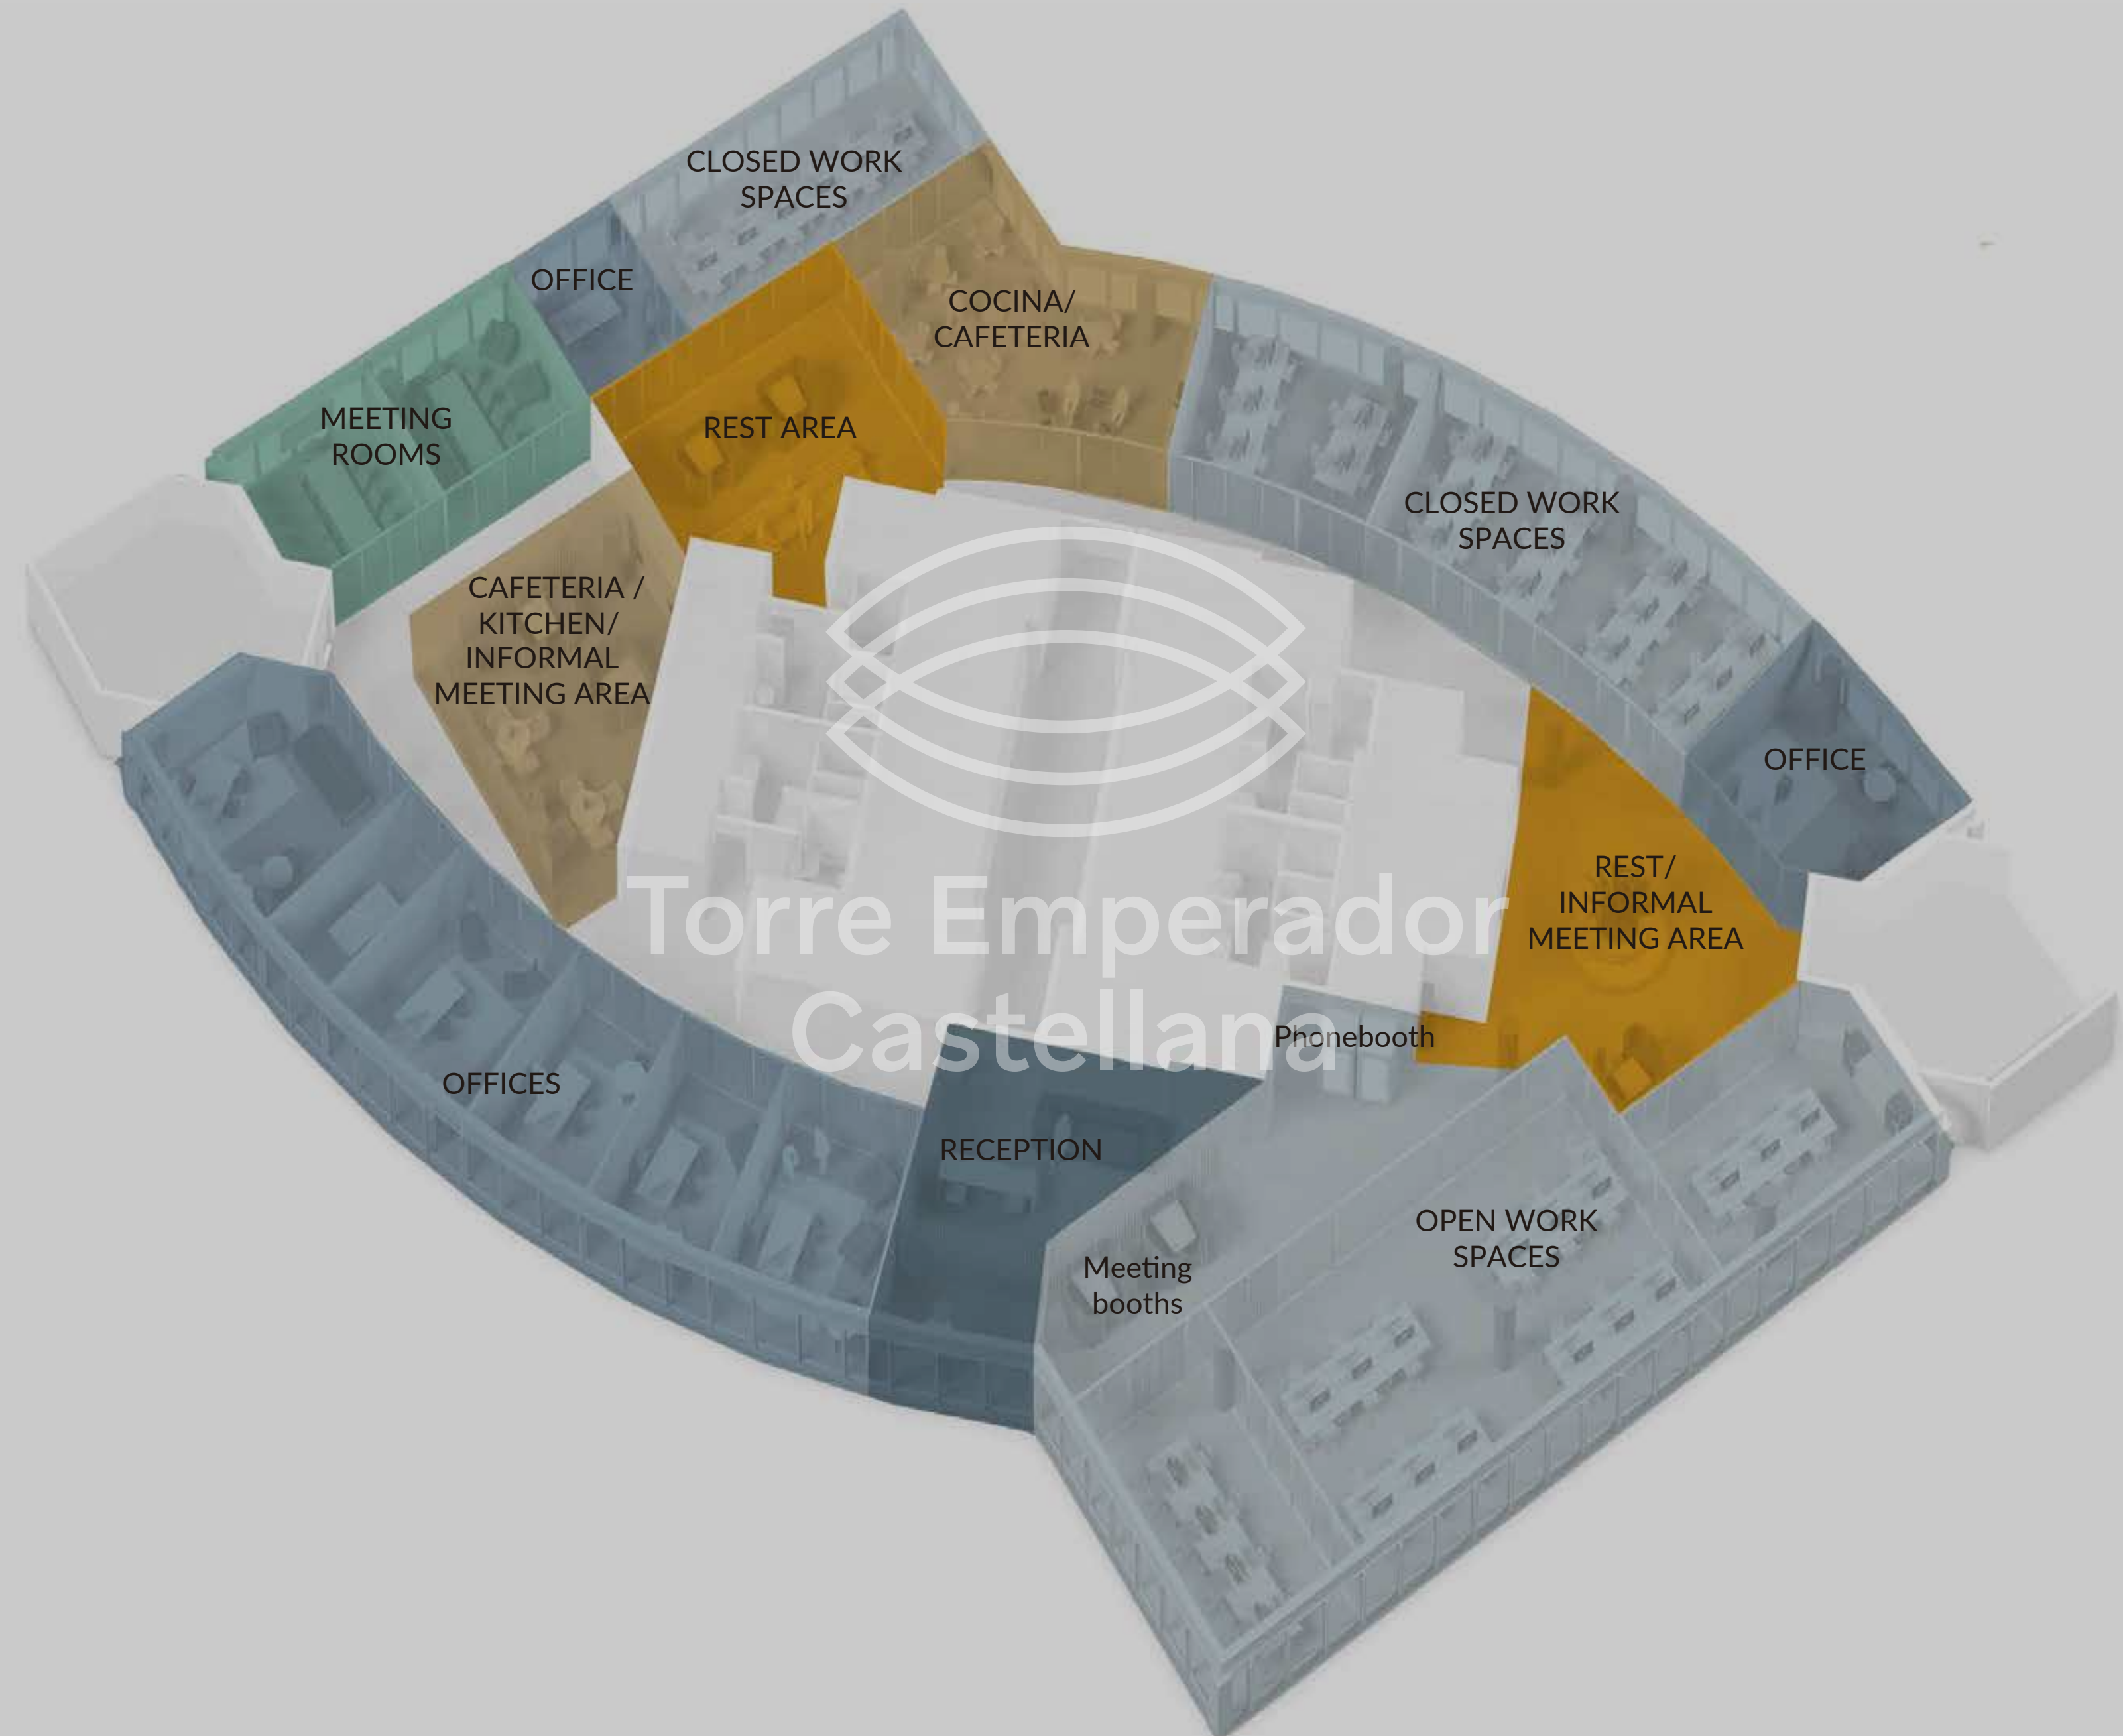 CLOSED WORK
SPACES
OFFICE
COCINA/
CAFETERIA
MEETING
ROOMS
REST AREA
CLOSED WORK
SPACES
CAFETERIA /
KITCHEN/
INFORMAL
MEETING AREA
OFFICE
REST/
INFORMAL
MEETING AREA
Torre Emperador
Castellana
Phonebooth
OFFICES
RECEPTION
OPEN WORK
SPACES
Meeting
booths